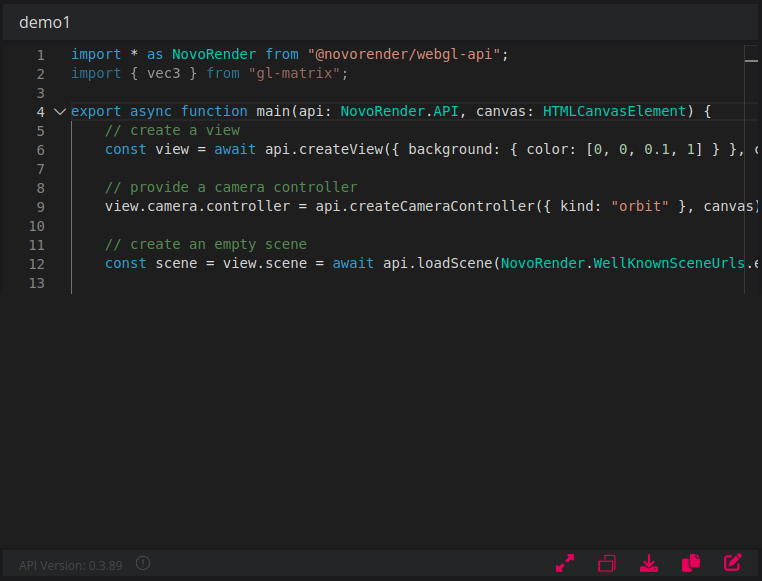 demo1
1 import * as NovoRender from "@novorender/webgl-api";
2 import { vec3 } from "gl-matrix";
3
4 export async function main(api: NovoRender.API, canvas: HTMLCanvasElement) {
5 // create a view
6 const view = await api.createView({ background: { color: [0, 0, 0.1, 1] } }, c
7
8 // provide a camera controller
9 view.camera.controller = api.createCameraController({ kind: "orbit" }, canvas)
10
11 // create an empty scene
12 const scene = view.scene = await api.loadScene(NovoRender.WellKnownSceneUrls.e
13
API Version: 0.3.89